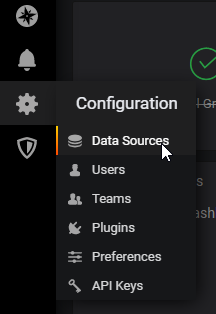 Configuration
Data Sources
Users
Teams
Plugins
Preferences
API Keys